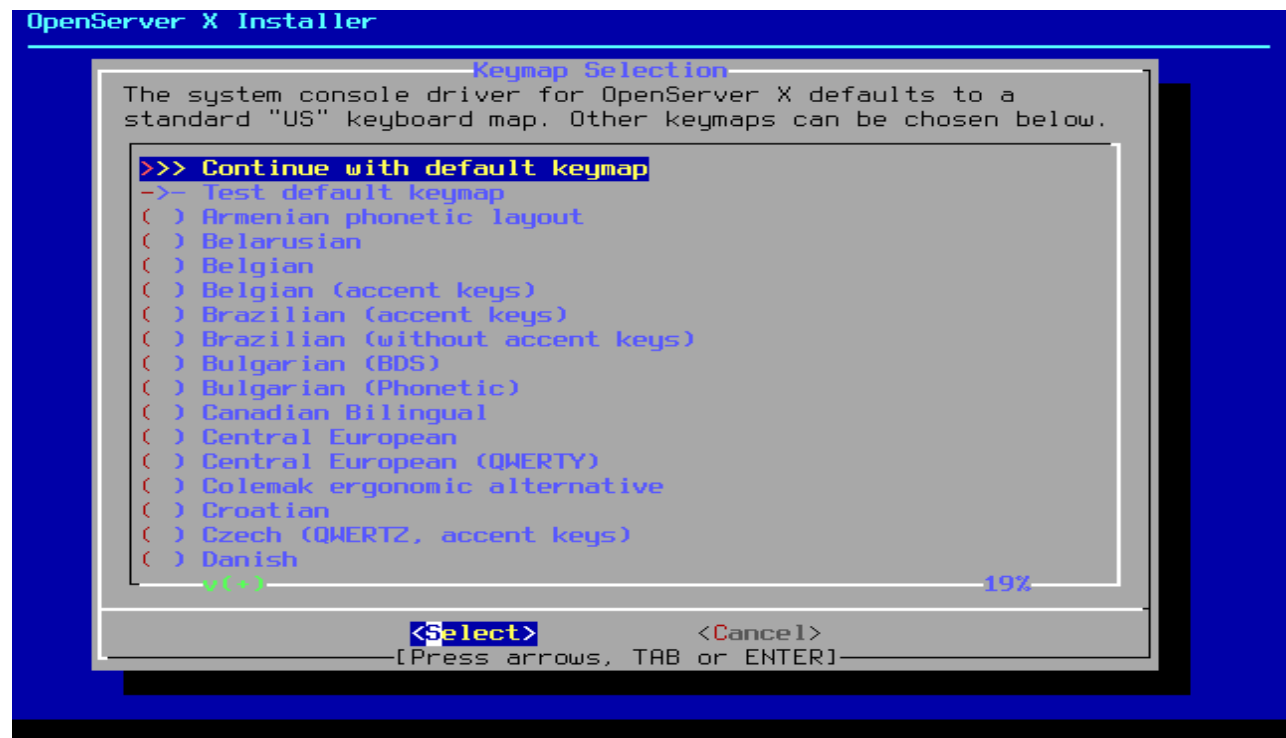 OpenServer X Installer
Keymap Selection
The system console driver for OpenServer X defaults to a
standard "US" keyboard map. Other keymaps can be chosen below.
>>> Continue with default keymap
->- Test default keymap
( ) Armenian phonetic layout
( ) Belarusian
( ) Belgian
( ) Belgian (accent keys)
( ) Brazilian (accent keys)
( ) Brazilian (without accent keys)
( ) Bulgarian (BDS)
( ) Bulgarian (Phonetic)
( ) Canadian Bilingual
( ) Central European
( ) Central European (QWERTY)
( ) Colemak ergonomic alternative
( ) Croatian
( ) Czech (QWERTZ, accent keys)
( ) Danish
v(+) 19%
<Select> <Cancel>
[Press arrows, TAB or ENTER]